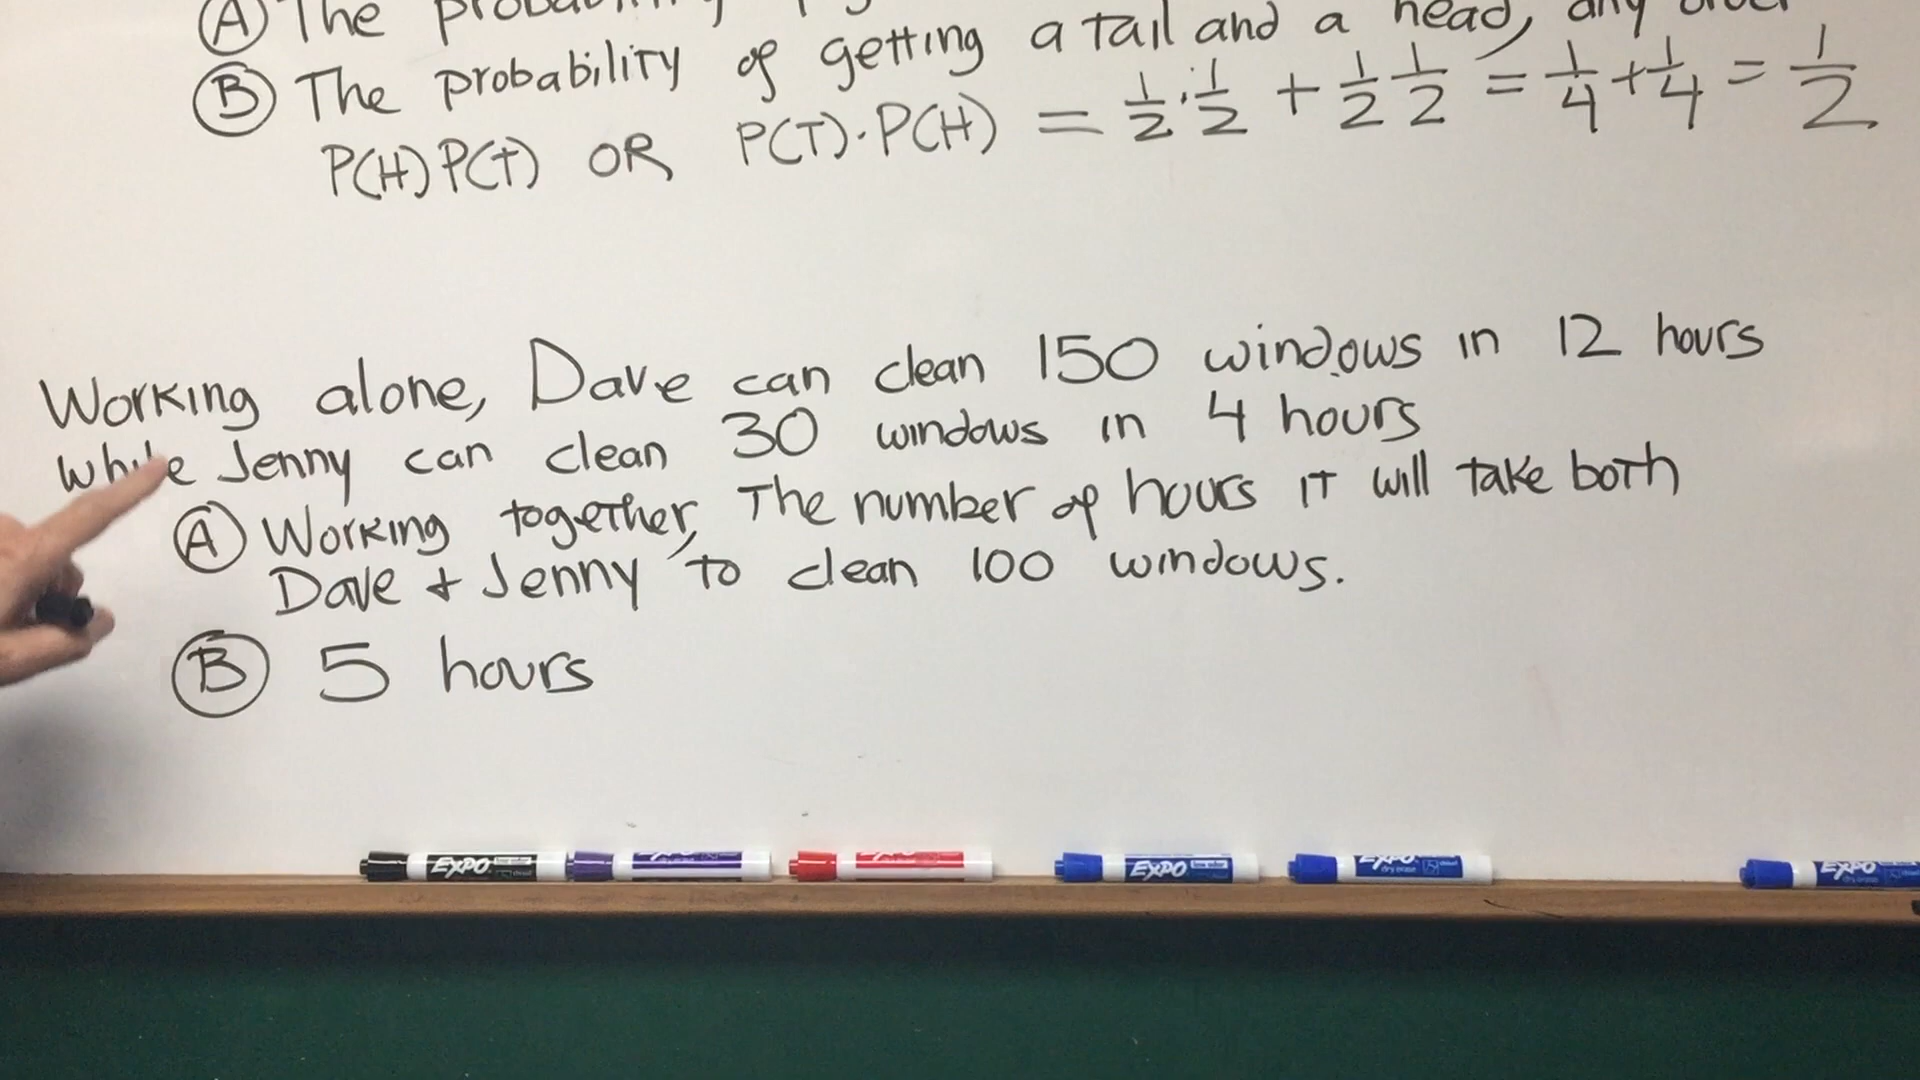 Ⓐ The
Ⓑ The probability of getting a tail and a head, any order
P(H)P(T) OR P(T)·P(H) = 1/2·1/2 + 1/2 1/2 = 1/4 + 1/4 = 1/2
Working alone, Dave can clean 150 windows in 12 hours
while Jenny can clean 30 windows in 4 hours
Ⓐ Working together, The number of hours it will take both
Dave + Jenny to clean 100 windows.
Ⓑ 5 hours
EXPO EXPO EXPO EXPO EXPO